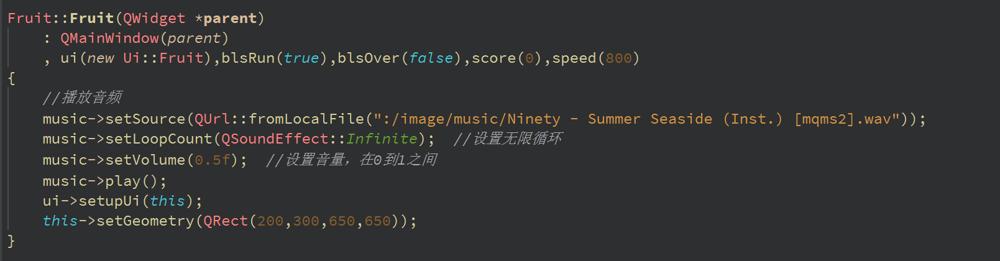 Fruit::Fruit(QWidget *parent)
: QMainWindow(parent)
, ui(new Ui::Fruit),blsRun(true),blsOver(false),score(0),speed(800)
{
//播放音频
music->setSource(QUrl::fromLocalFile(":/image/music/Ninety - Summer Seaside (Inst.) [mqms2].wav"));
music->setLoopCount(QSoundEffect::Infinite);  //设置无限循环
music->setVolume(0.5f);  //设置音量，在0到1之间
music->play();
ui->setupUi(this);
this->setGeometry(QRect(200,300,650,650));
}